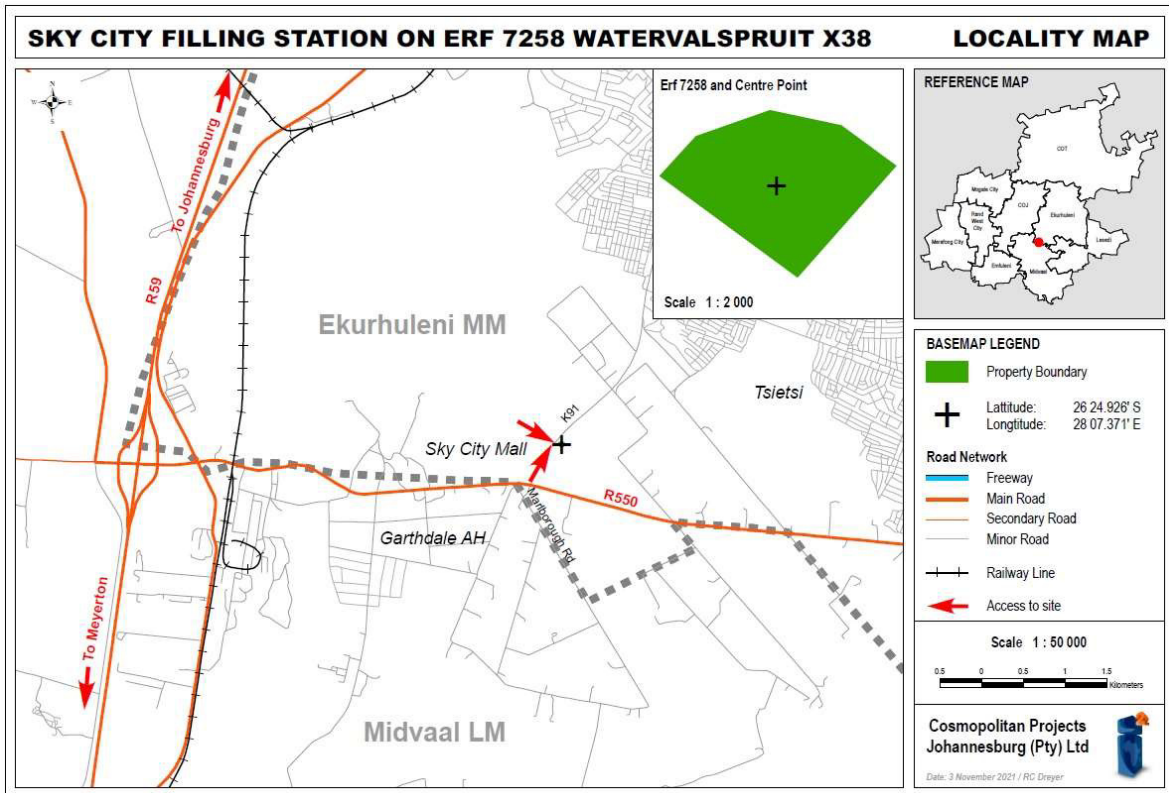 SKY CITY FILLING STATION ON ERF 7258 WATERVALSPRUIT X38
LOCALITY MAP
N
W
E
S
To Johannesburg
R59
Ekurhuleni MM
K91
Tsietsi
Sky City Mall
R550
Marlborough Rd
Garthdale AH
To Meyerton
Midvaal LM
Erf 7258 and Centre Point
Scale 1 : 2 000
REFERENCE MAP
COT
Mogale City
COJ
Ekurhuleni
Rand
West
City
Merafong City
Lesedi
Emfuleni
Midvaal
BASEMAP LEGEND
Property Boundary
Lattitude: 26 24.926' S
Longtitude: 28 07.371' E
Road Network
Freeway
Main Road
Secondary Road
Minor Road
Railway Line
Access to site
Scale 1 : 50 000
0.5 0 0.5 1 1.5
Kilometers
Cosmopolitan Projects
Johannesburg (Pty) Ltd
Date: 3 November 2021 / RC Dreyer